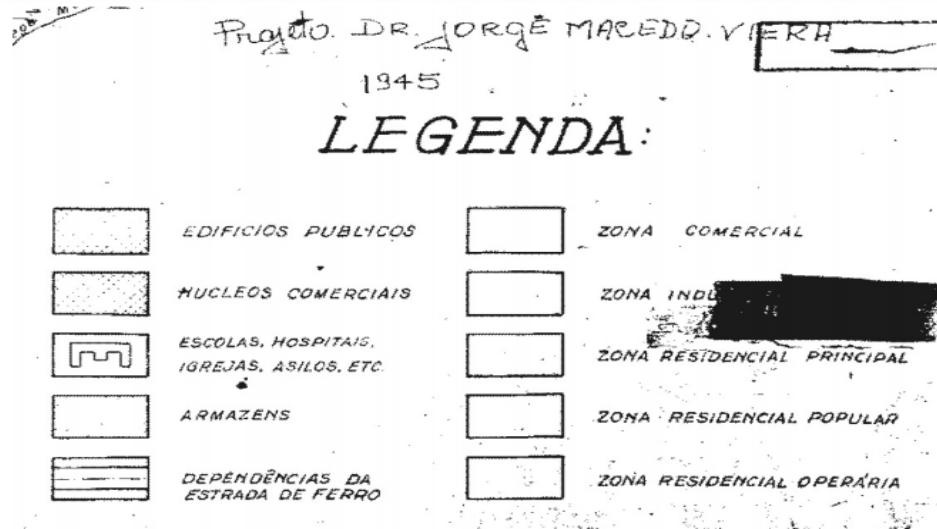 Projeto. DR. JORGE MACEDO. VIERA
1945
LEGENDA:
EDIFICIOS PUBLICOS
NUCLEOS COMERCIAIS
ESCOLAS, HOSPITAIS,
IGREJAS, ASILOS, ETC.
ARMAZENS
DEPENDÊNCIAS DA
ESTRADA DE FERRO
ZONA COMERCIAL
ZONA
ZONA RESIDENCIAL PRINCIPAL
ZONA RESIDENCIAL POPULAR
ZONA RESIDENCIAL OPERÁRIA